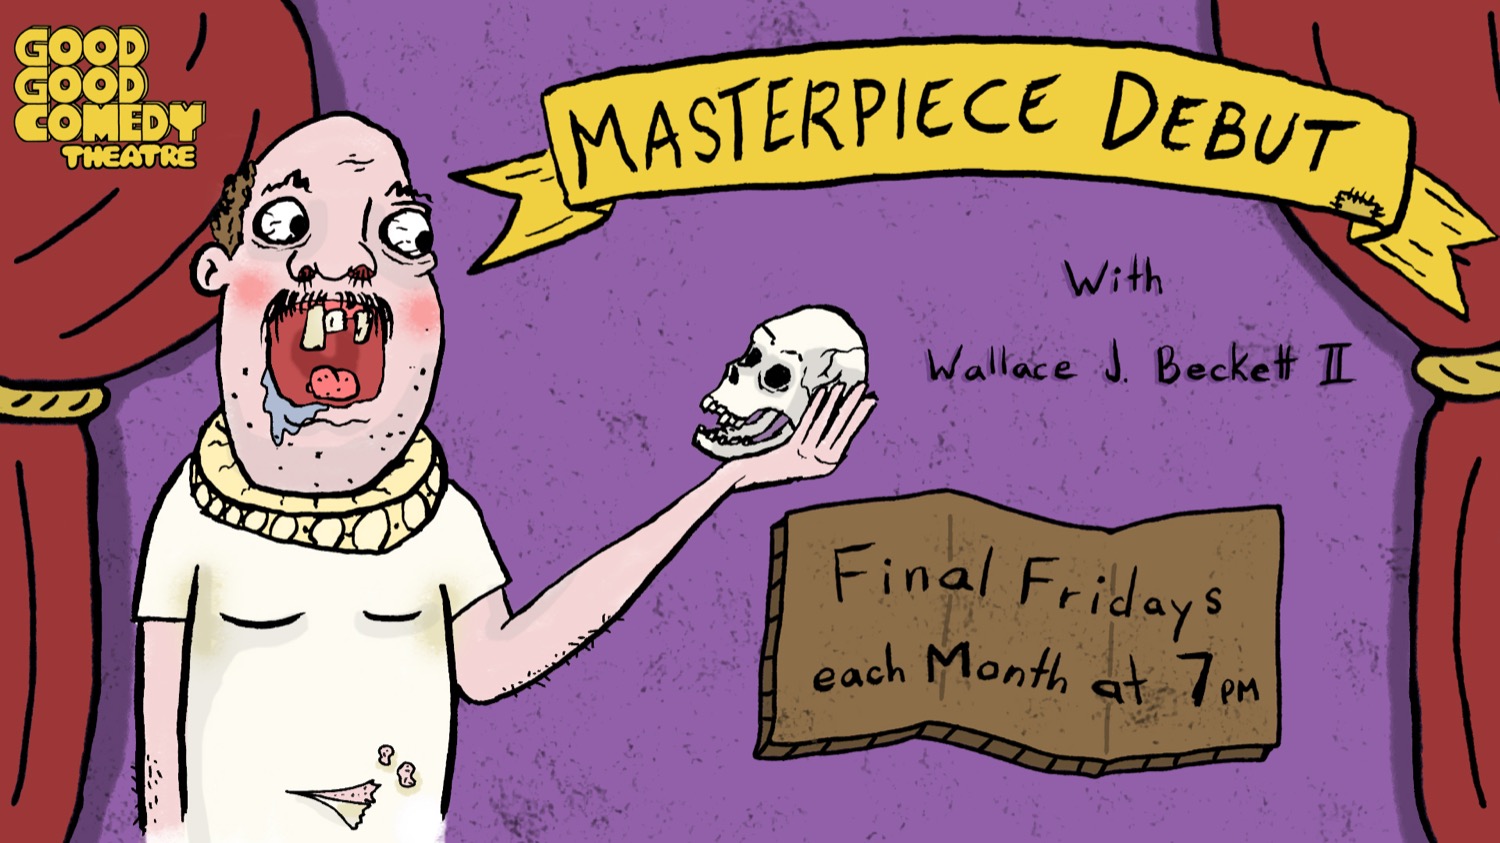 GOOD
GOOD
COMEDY
THEATRE
MASTERPIECE DEBUT
With
Wallace J. Beckett II
Final Fridays
each Month at 7PM